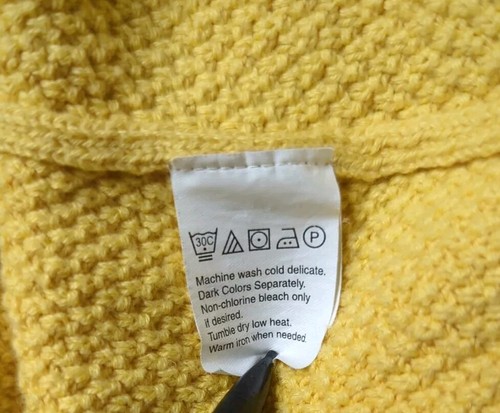 30C P
Machine wash cold delicate.
Dark Colors Separately.
Non-chlorine bleach only
if desired.
Tumble dry low heat.
Warm iron when needed